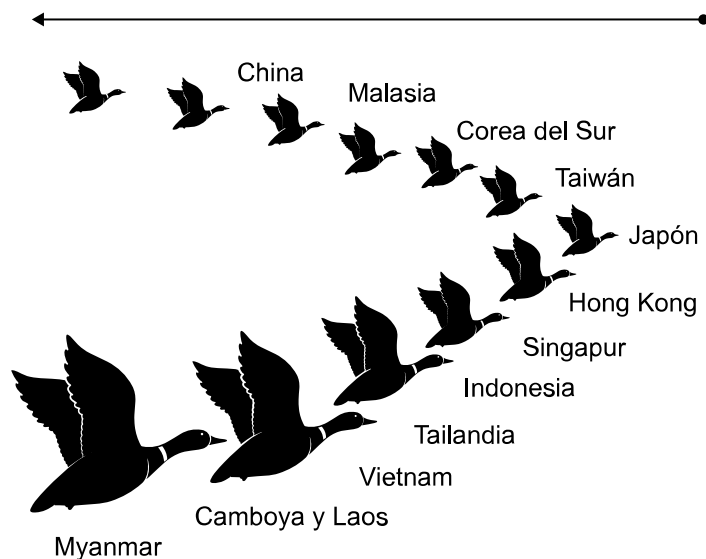 China
Malasia
Corea del Sur
Taiwán
Japón
Hong Kong
Singapur
Indonesia
Tailandia
Vietnam
Camboya y Laos
Myanmar